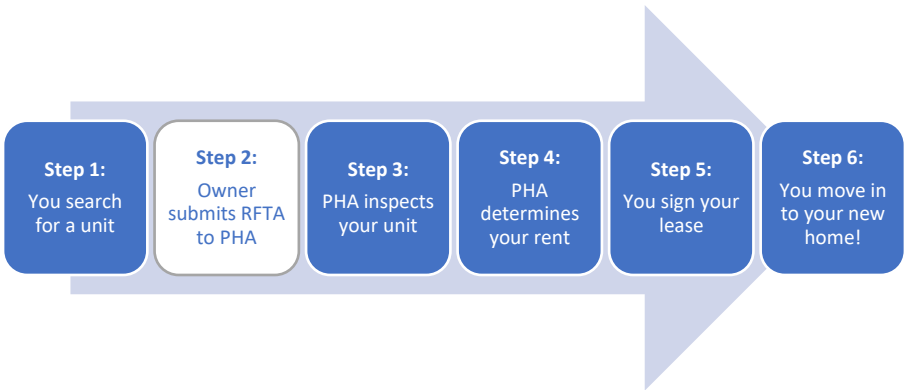 Step 1:
You search
for a unit
Step 2:
Owner
submits RFTA
to PHA
Step 3:
PHA inspects
your unit
Step 4:
PHA
determines
your rent
Step 5:
You sign your
lease
Step 6:
You move in
to your new
home!